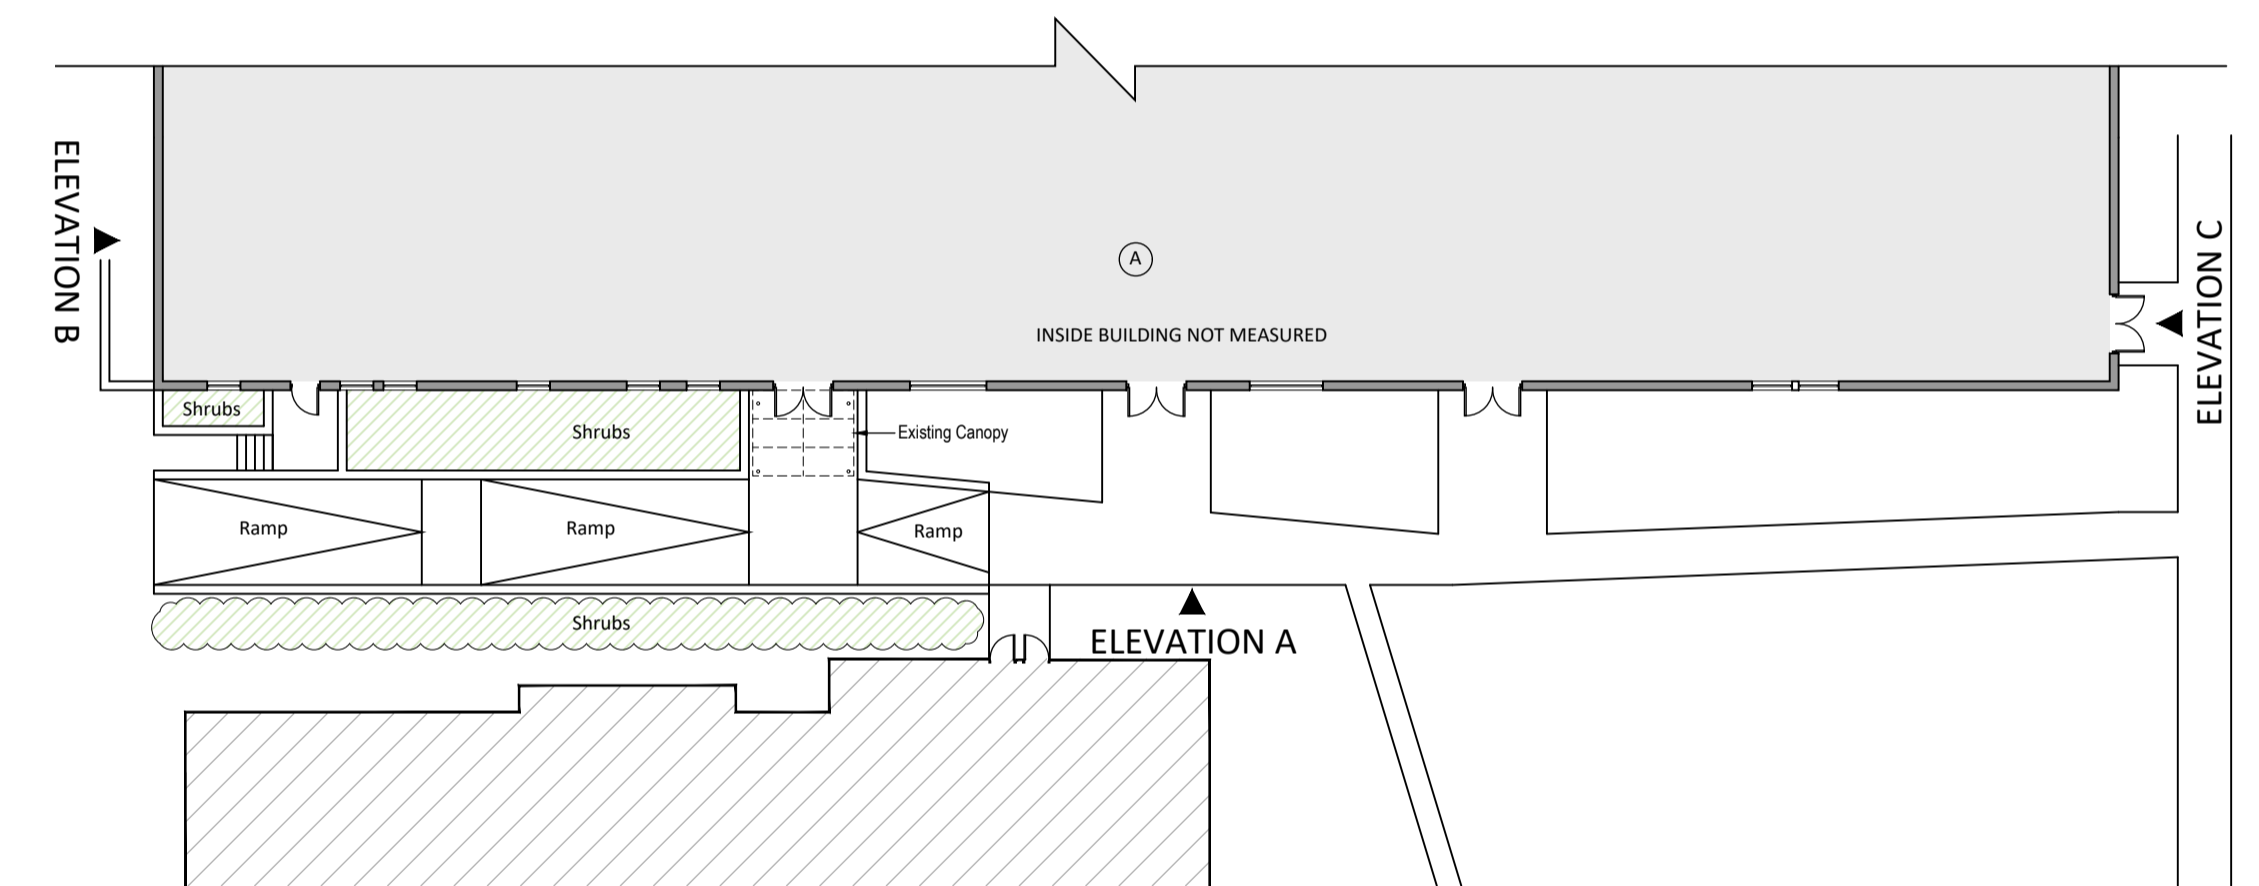 ELEVATION B
A
INSIDE BUILDING NOT MEASURED
ELEVATION C
Shrubs
Shrubs
Existing Canopy
Ramp
Ramp
Ramp
Shrubs
ELEVATION A